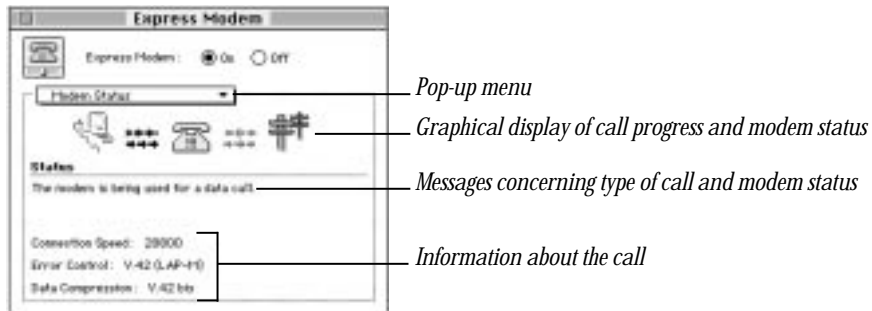 Express Modem
Express Modem: On Off
Modem Status
Pop-up menu
Graphical display of call progress and modem status
Status
The modem is being used for a data call.
Messages concerning type of call and modem status
Connection Speed: 28800
Information about the call
Error Control: V.42 (LAP-M)
Data Compression: V.42 bis